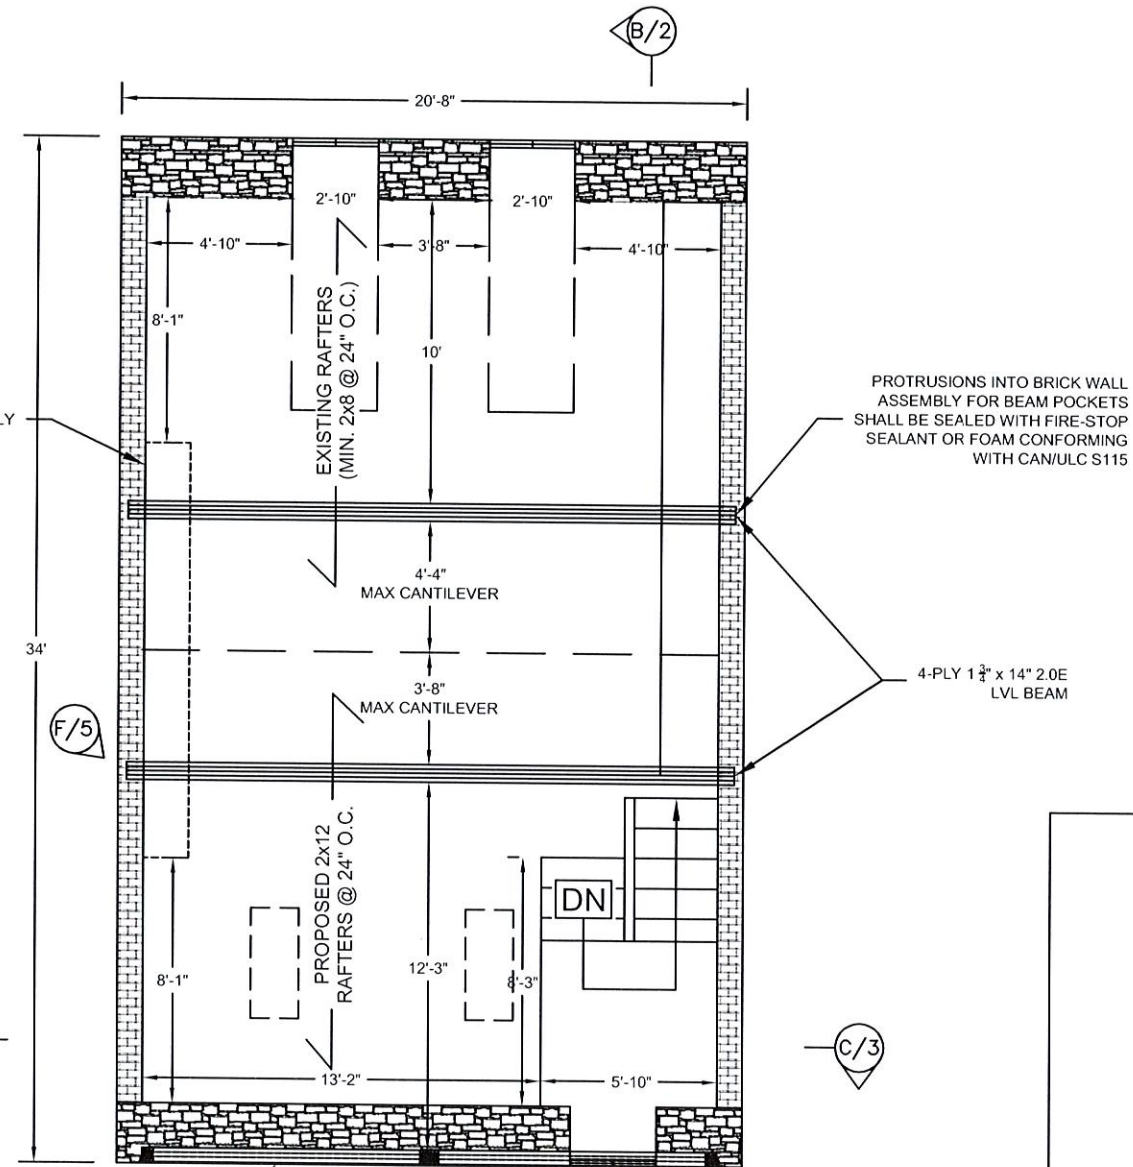 B/2
20'-8"
2'-10"
2'-10"
4'-10"
3'-8"
4'-10"
8'-1"
EXISTING RAFTERS
(MIN. 2x8 @ 24" O.C.)
10'
PROTRUSIONS INTO BRICK WALL
ASSEMBLY FOR BEAM POCKETS
SHALL BE SEALED WITH FIRE-STOP
SEALANT OR FOAM CONFORMING
WITH CAN/ULC S115
LY
4'-4"
MAX CANTILEVER
34'
3'-8"
MAX CANTILEVER
4-PLY 1 3/4" x 14" 2.0E
LVL BEAM
F/5
PROPOSED 2x12
RAFTERS @ 24" O.C.
DN
8'-1"
12'-3"
8'-3"
C/3
13'-2"
5'-10"